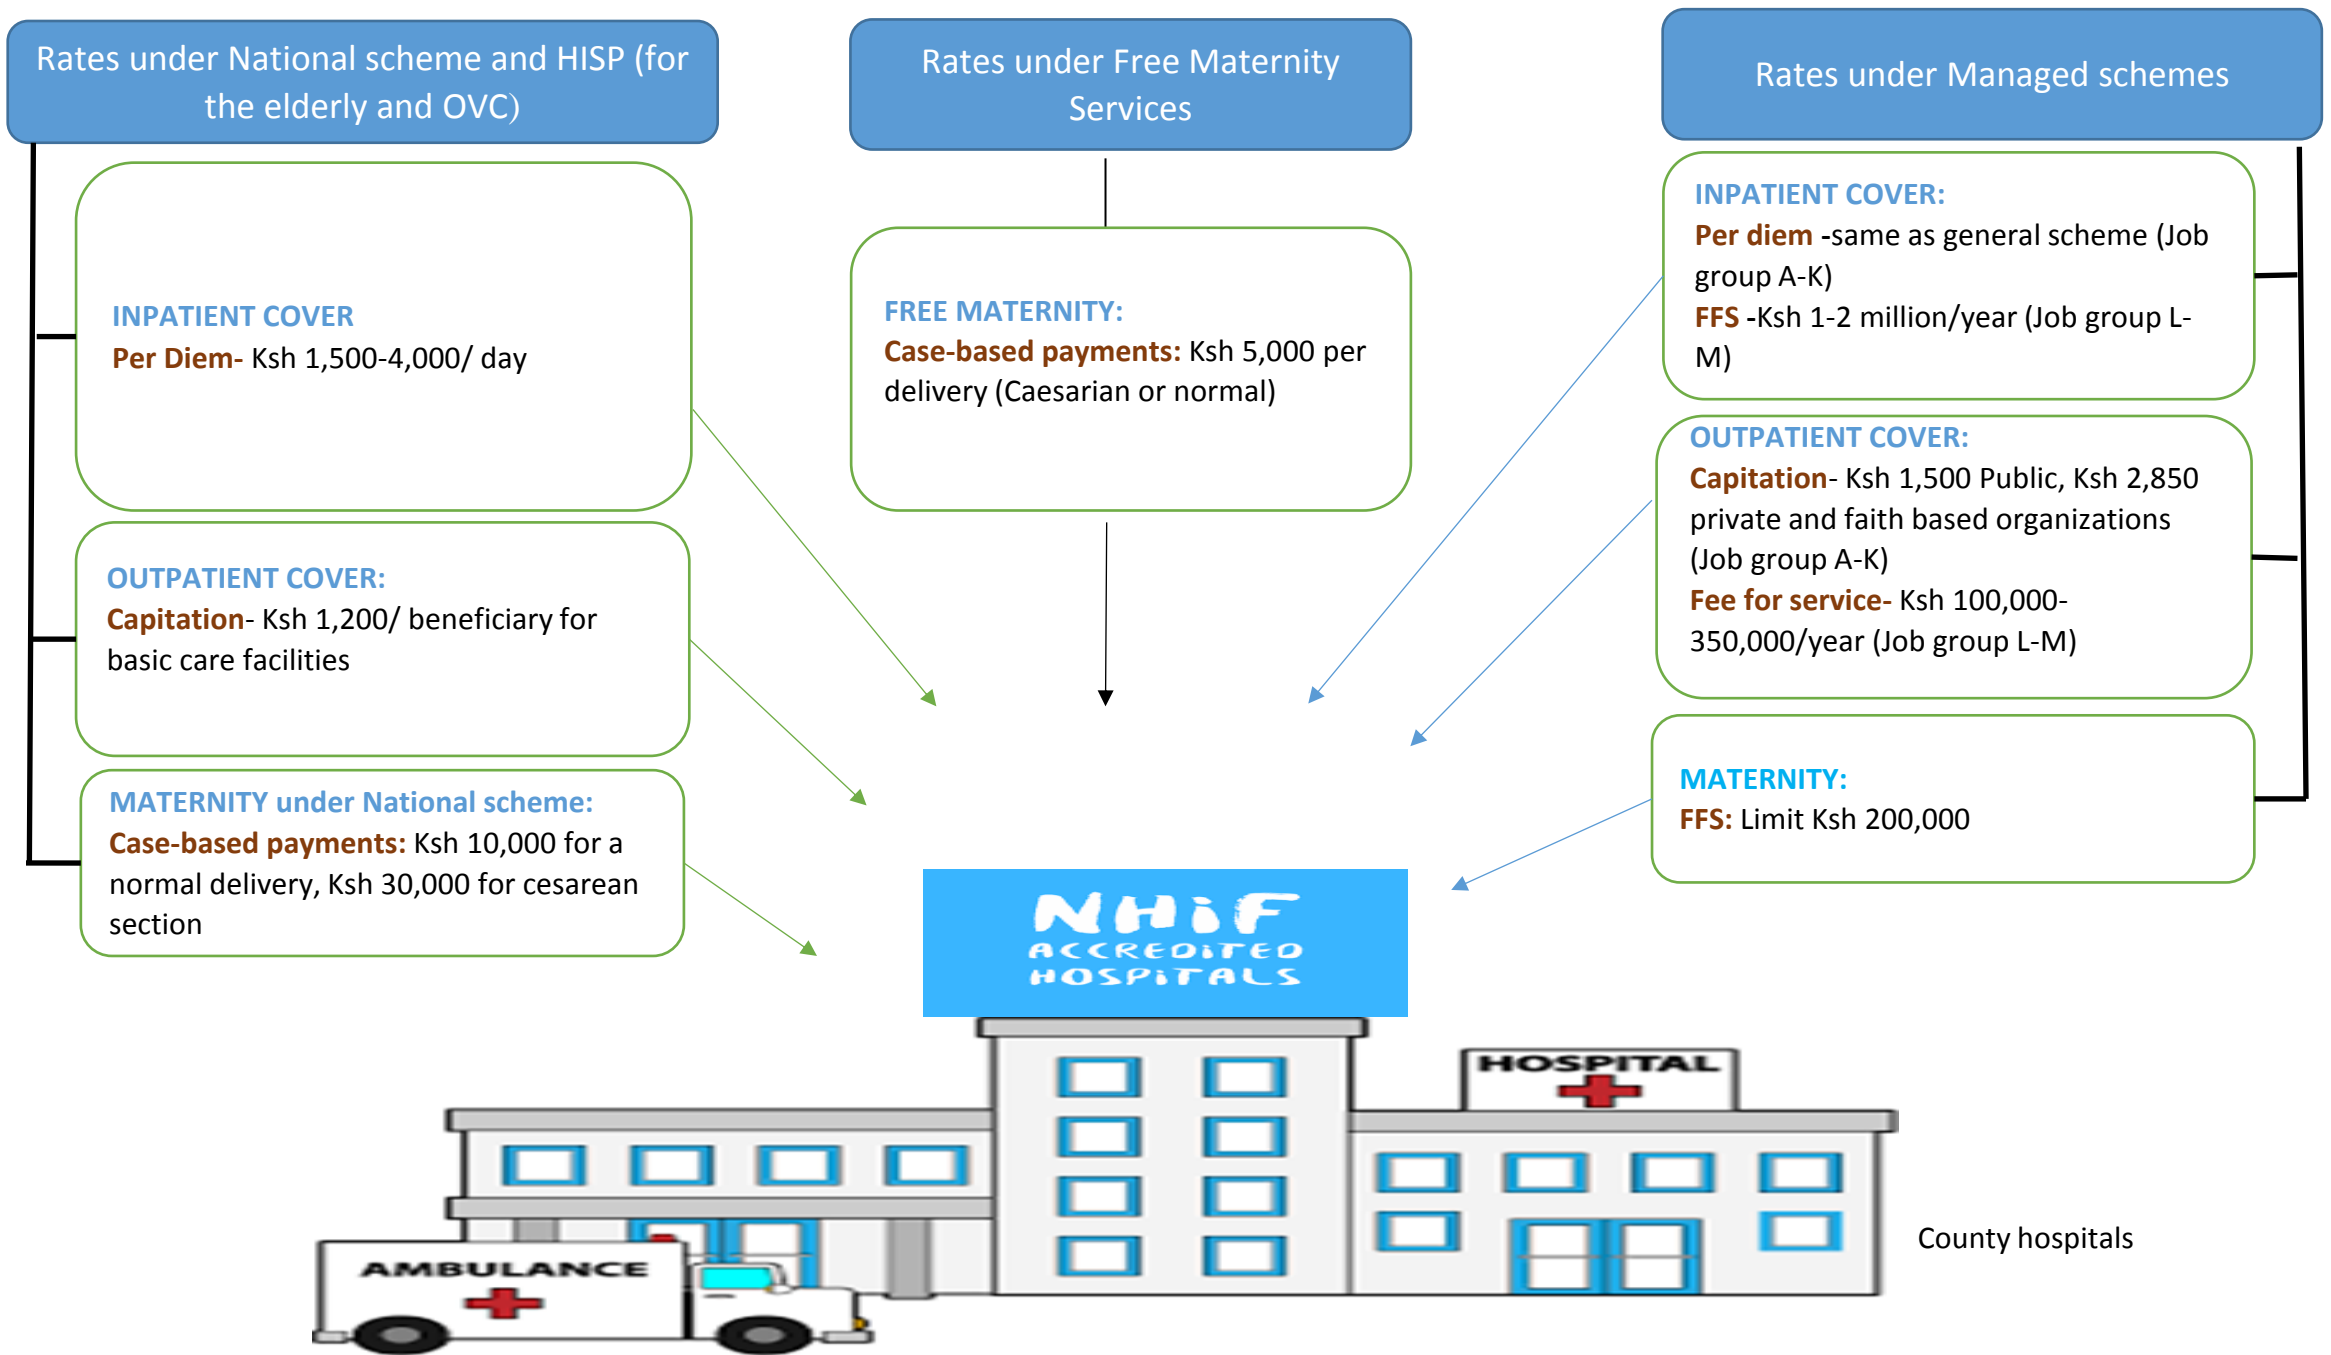 Rates under National scheme and HISP (for
the elderly and OVC)
INPATIENT COVER
Per Diem- Ksh 1,500-4,000/ day
OUTPATIENT COVER:
Capitation- Ksh 1,200/ beneficiary for
basic care facilities
MATERNITY under National scheme:
Case-based payments: Ksh 10,000 for a
normal delivery, Ksh 30,000 for cesarean
section
Rates under Free Maternity
Services
FREE MATERNITY:
Case-based payments: Ksh 5,000 per
delivery (Caesarian or normal)
Rates under Managed schemes
INPATIENT COVER:
Per diem -same as general scheme (Job
group A-K)
FFS -Ksh 1-2 million/year (Job group L-
M)
OUTPATIENT COVER:
Capitation- Ksh 1,500 Public, Ksh 2,850
private and faith based organizations
(Job group A-K)
Fee for service- Ksh 100,000-
350,000/year (Job group L-M)
MATERNITY:
FFS: Limit Ksh 200,000
NHiF
ACCREDiTED
HOSPiTALS
HOSPITAL
AMBULANCE
County hospitals